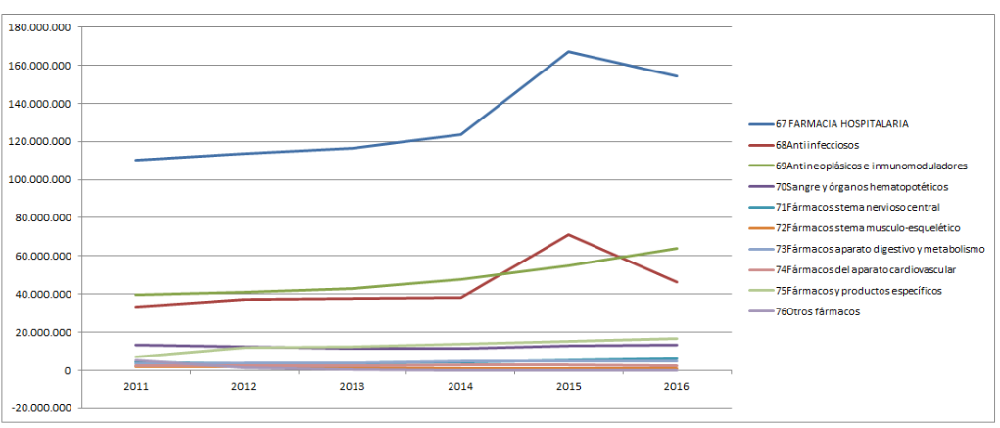 180.000.000
160.000.000
140.000.000
120.000.000
100.000.000
80.000.000
60.000.000
40.000.000
20.000.000
0
-20.000.000
2011 2012 2013 2014 2015 2016
67 FARMACIA HOSPITALARIA
68Antiinfecciosos
69Antineoplásicos e inmunomoduladores
70Sangre y órganos hematopotéticos
71Fármacos stema nervioso central
72Fármacos stema musculo-esquelético
73Fármacos aparato digestivo y metabolismo
74Fármacos del aparato cardiovascular
75Fármacos y productos específicos
76Otros fármacos